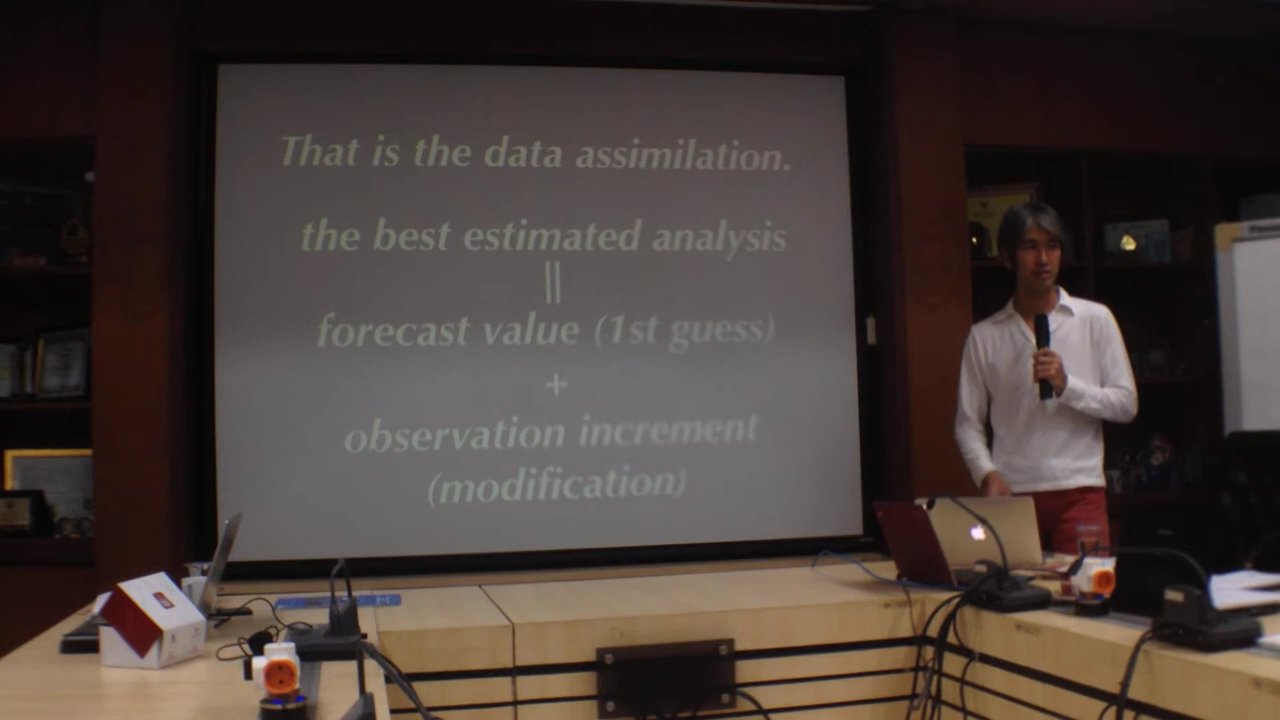 That is the data assimilation.
the best estimated analysis
||
forecast value (1st guess)
+
observation increment
(modification)